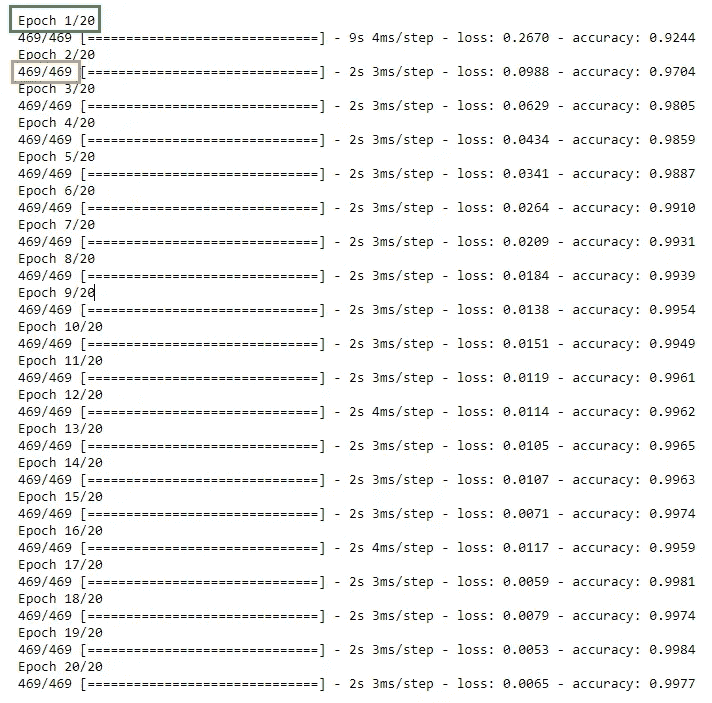 Epoch 1/20
469/469 [==============================] - 9s 4ms/step - loss: 0.2670 - accuracy: 0.9244
Epoch 2/20
469/469 [==============================] - 2s 3ms/step - loss: 0.0988 - accuracy: 0.9704
Epoch 3/20
469/469 [==============================] - 2s 3ms/step - loss: 0.0629 - accuracy: 0.9805
Epoch 4/20
469/469 [==============================] - 2s 3ms/step - loss: 0.0434 - accuracy: 0.9859
Epoch 5/20
469/469 [==============================] - 2s 3ms/step - loss: 0.0341 - accuracy: 0.9887
Epoch 6/20
469/469 [==============================] - 2s 3ms/step - loss: 0.0264 - accuracy: 0.9910
Epoch 7/20
469/469 [==============================] - 2s 3ms/step - loss: 0.0209 - accuracy: 0.9931
Epoch 8/20
469/469 [==============================] - 2s 3ms/step - loss: 0.0184 - accuracy: 0.9939
Epoch 9/20
469/469 [==============================] - 2s 3ms/step - loss: 0.0138 - accuracy: 0.9954
Epoch 10/20
469/469 [==============================] - 2s 3ms/step - loss: 0.0151 - accuracy: 0.9949
Epoch 11/20
469/469 [==============================] - 2s 3ms/step - loss: 0.0119 - accuracy: 0.9961
Epoch 12/20
469/469 [==============================] - 2s 4ms/step - loss: 0.0114 - accuracy: 0.9962
Epoch 13/20
469/469 [==============================] - 2s 3ms/step - loss: 0.0105 - accuracy: 0.9965
Epoch 14/20
469/469 [==============================] - 2s 3ms/step - loss: 0.0107 - accuracy: 0.9963
Epoch 15/20
469/469 [==============================] - 2s 3ms/step - loss: 0.0071 - accuracy: 0.9974
Epoch 16/20
469/469 [==============================] - 2s 4ms/step - loss: 0.0117 - accuracy: 0.9959
Epoch 17/20
469/469 [==============================] - 2s 3ms/step - loss: 0.0059 - accuracy: 0.9981
Epoch 18/20
469/469 [==============================] - 2s 3ms/step - loss: 0.0079 - accuracy: 0.9974
Epoch 19/20
469/469 [==============================] - 2s 3ms/step - loss: 0.0053 - accuracy: 0.9984
Epoch 20/20
469/469 [==============================] - 2s 3ms/step - loss: 0.0065 - accuracy: 0.9977